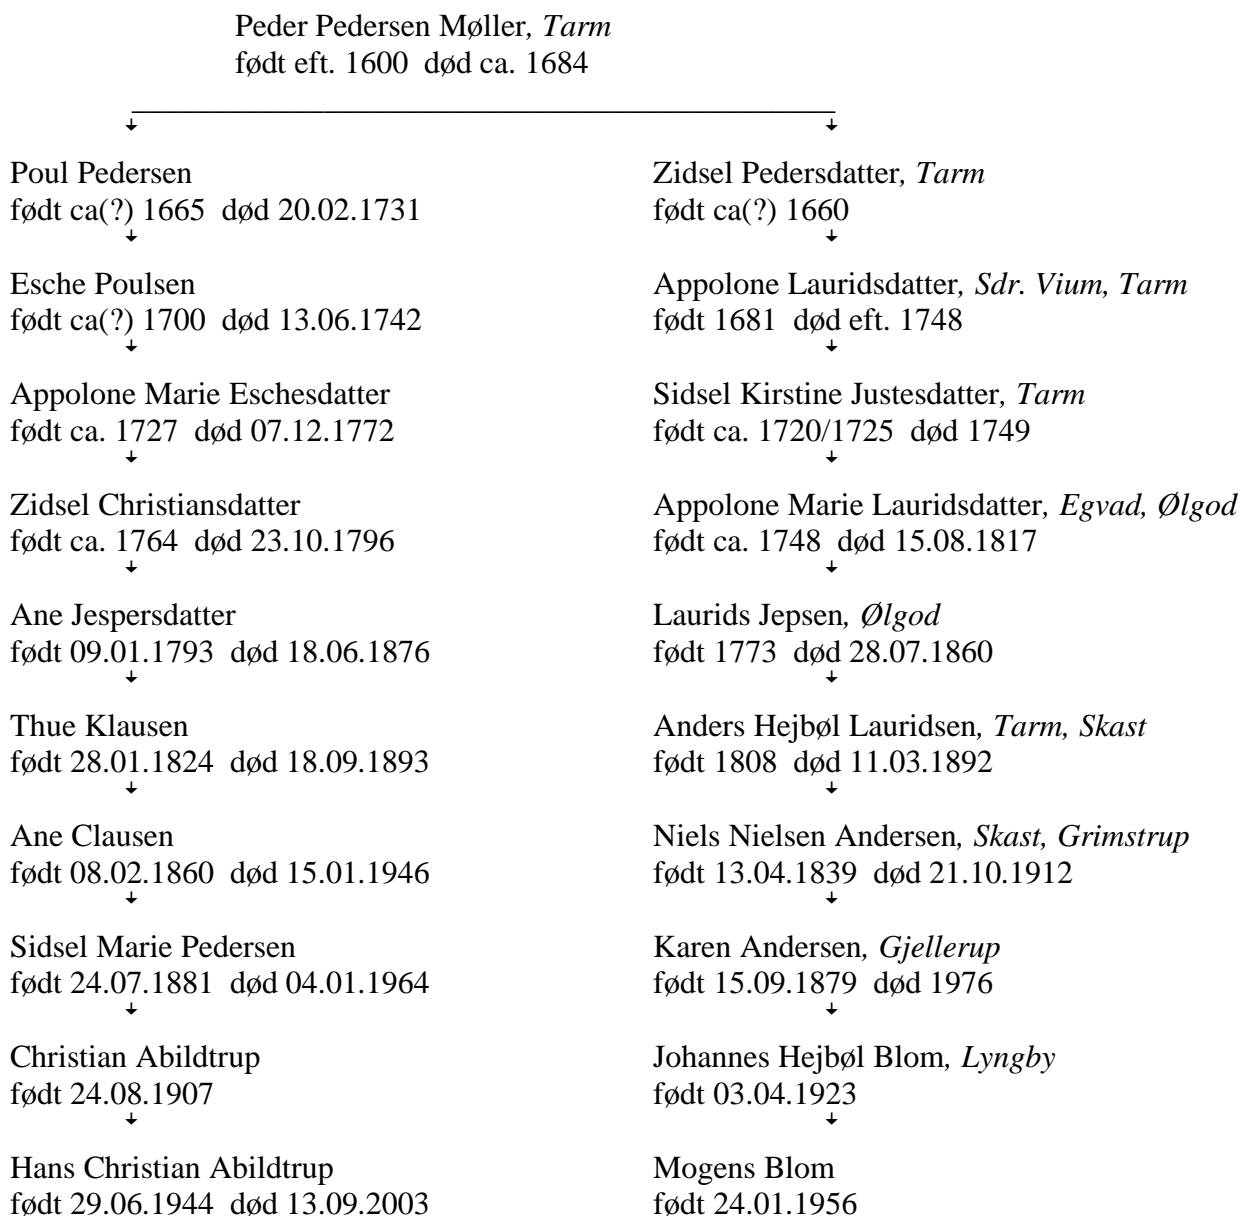 Peder Pedersen Møller, Tarm
født eft. 1600 død ca. 1684
Poul Pedersen
født ca(?) 1665 død 20.02.1731
Zidsel Pedersdatter, Tarm
født ca(?) 1660
Esche Poulsen
født ca(?) 1700 død 13.06.1742
Appolone Lauridsdatter, Sdr. Vium, Tarm
født 1681 død eft. 1748
Appolone Marie Eschesdatter
født ca. 1727 død 07.12.1772
Sidsel Kirstine Justesdatter, Tarm
født ca. 1720/1725 død 1749
Zidsel Christiansdatter
født ca. 1764 død 23.10.1796
Appolone Marie Lauridsdatter, Egvad, Ølgod
født ca. 1748 død 15.08.1817
Ane Jespersdatter
født 09.01.1793 død 18.06.1876
Laurids Jepsen, Ølgod
født 1773 død 28.07.1860
Thue Klausen
født 28.01.1824 død 18.09.1893
Anders Hejbøl Lauridsen, Tarm, Skast
født 1808 død 11.03.1892
Ane Clausen
født 08.02.1860 død 15.01.1946
Niels Nielsen Andersen, Skast, Grimstrup
født 13.04.1839 død 21.10.1912
Sidsel Marie Pedersen
født 24.07.1881 død 04.01.1964
Karen Andersen, Gjellerup
født 15.09.1879 død 1976
Christian Abildtrup
født 24.08.1907
Johannes Hejbøl Blom, Lyngby
født 03.04.1923
Hans Christian Abildtrup
født 29.06.1944 død 13.09.2003
Mogens Blom
født 24.01.1956